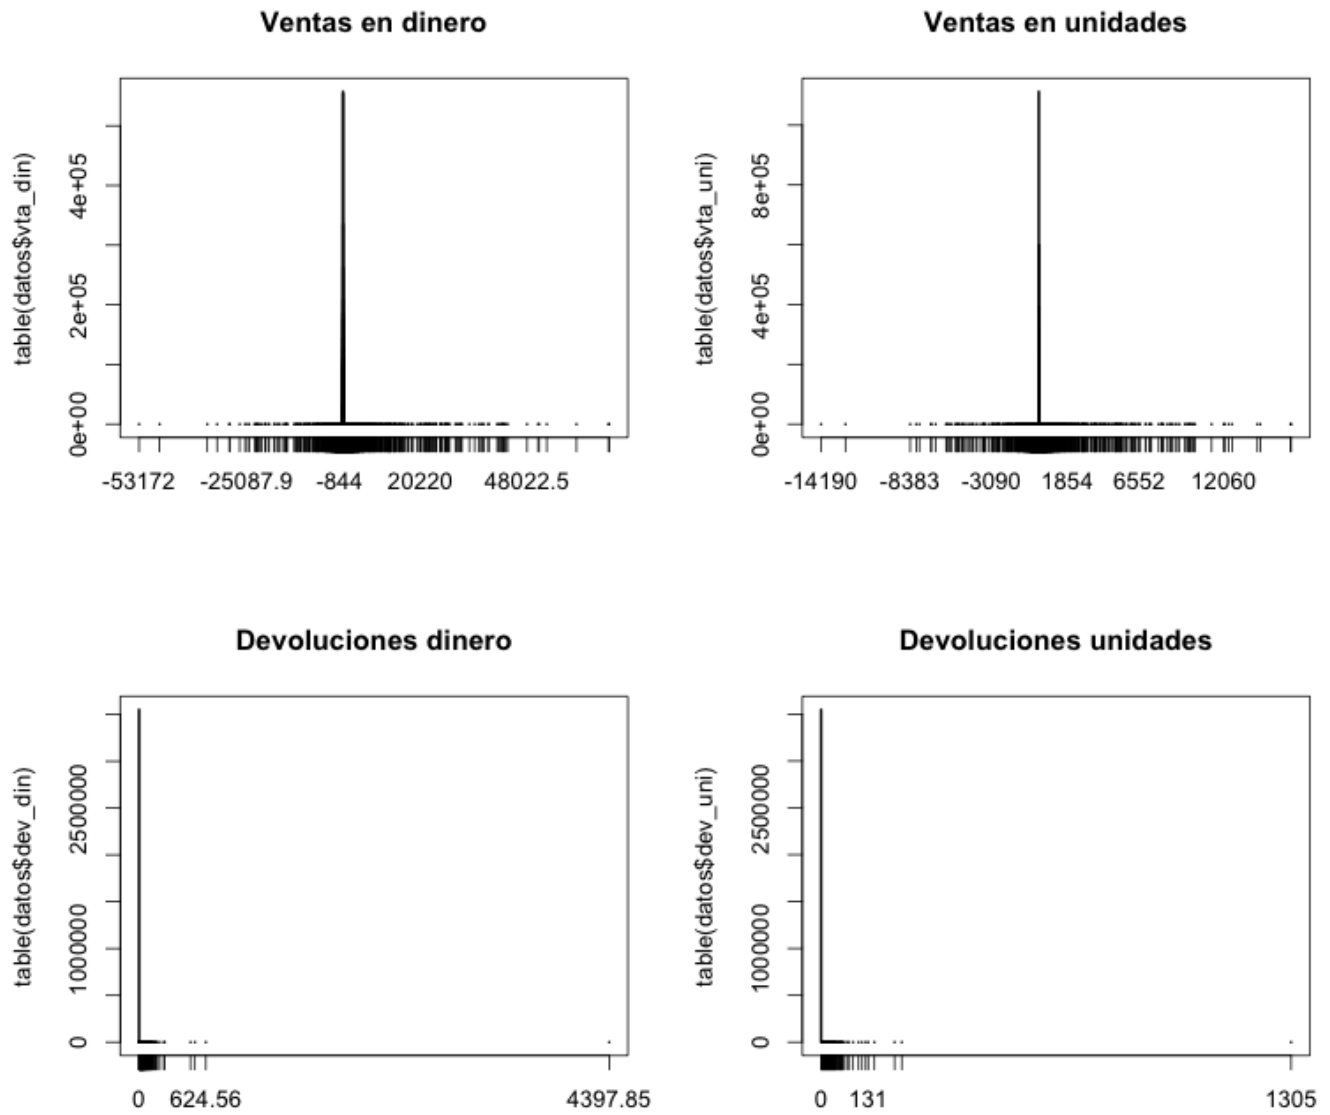 Ventas en dinero
table(datos$vta_din)
0e+00 2e+05 4e+05
-53172 -25087.9 -844 20220 48022.5
Ventas en unidades
table(datos$vta_uni)
0e+00 4e+05 8e+05
-14190 -8383 -3090 1854 6552 12060
Devoluciones dinero
table(datos$dev_din)
0 1000000 2500000
0 624.56 4397.85
Devoluciones unidades
table(datos$dev_uni)
0 1000000 2500000
0 131 1305